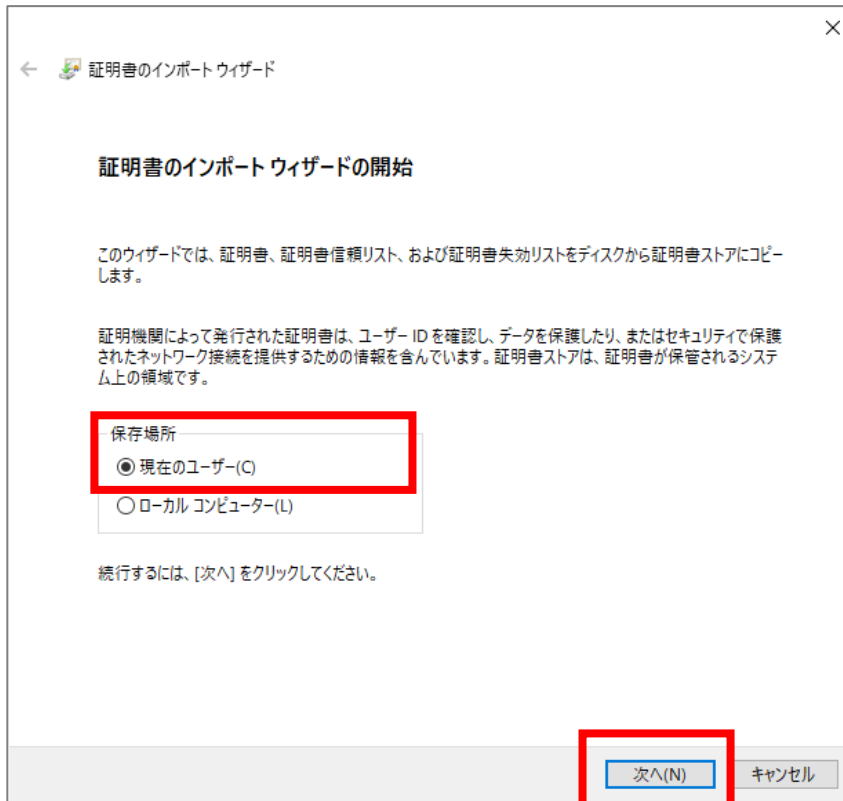 証明書のインポート ウィザード
証明書のインポート ウィザードの開始
このウィザードでは、証明書、証明書信頼リスト、および証明書失効リストをディスクから証明書ストアにコピー
します。
証明機関によって発行された証明書は、ユーザー ID を確認し、データを保護したり、またはセキュリティで保護
されたネットワーク接続を提供するための情報を含んでいます。証明書ストアは、証明書が保管されるシステ
ム上の領域です。
保存場所
現在のユーザー(C)
ローカル コンピューター(L)
続行するには、[次へ] をクリックしてください。
次へ(N)
キャンセル